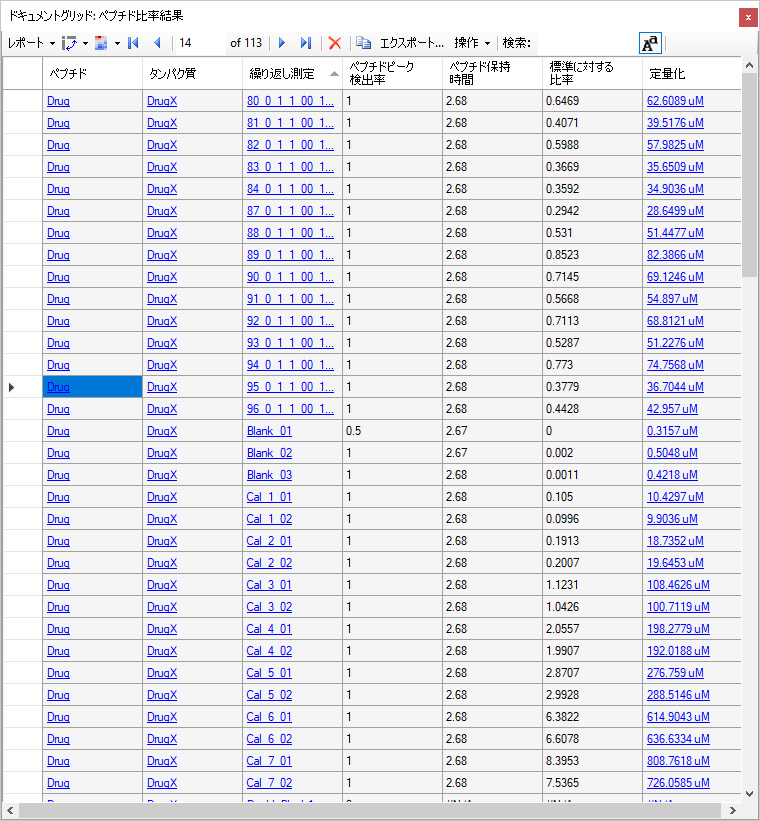 ドキュメントグリッド: ペプチド比率結果
レポート 14 of 113 エクスポート... 操作 検索: Aa
ペプチド タンパク質 繰り返し測定 ペプチドピーク検出率 ペプチド保持時間 標準に対する比率 定量化
Drug DrugX 80_0_1_1_00_1... 1 2.68 0.6469 62.6089 uM
Drug DrugX 81_0_1_1_00_1... 1 2.68 0.4071 39.5176 uM
Drug DrugX 82_0_1_1_00_1... 1 2.68 0.5988 57.9825 uM
Drug DrugX 83_0_1_1_00_1... 1 2.68 0.3669 35.6509 uM
Drug DrugX 84_0_1_1_00_1... 1 2.68 0.3592 34.9036 uM
Drug DrugX 87_0_1_1_00_1... 1 2.68 0.2942 28.6499 uM
Drug DrugX 88_0_1_1_00_1... 1 2.68 0.531 51.4477 uM
Drug DrugX 89_0_1_1_00_1... 1 2.68 0.8523 82.3866 uM
Drug DrugX 90_0_1_1_00_1... 1 2.68 0.7145 69.1246 uM
Drug DrugX 91_0_1_1_00_1... 1 2.68 0.5668 54.897 uM
Drug DrugX 92_0_1_1_00_1... 1 2.68 0.7113 68.8121 uM
Drug DrugX 93_0_1_1_00_1... 1 2.68 0.5287 51.2276 uM
Drug DrugX 94_0_1_1_00_1... 1 2.68 0.773 74.7568 uM
Drug DrugX 95_0_1_1_00_1... 1 2.68 0.3779 36.7044 uM
Drug DrugX 96_0_1_1_00_1... 1 2.68 0.4428 42.957 uM
Drug DrugX Blank_01 0.5 2.67 0 0.3157 uM
Drug DrugX Blank_02 1 2.67 0.002 0.5048 uM
Drug DrugX Blank_03 1 2.68 0.0011 0.4218 uM
Drug DrugX Cal_1_01 1 2.68 0.105 10.4297 uM
Drug DrugX Cal_1_02 1 2.68 0.0996 9.9036 uM
Drug DrugX Cal_2_01 1 2.68 0.1913 18.7352 uM
Drug DrugX Cal_2_02 1 2.68 0.2007 19.6453 uM
Drug DrugX Cal_3_01 1 2.68 1.1231 108.4626 uM
Drug DrugX Cal_3_02 1 2.68 1.0426 100.7119 uM
Drug DrugX Cal_4_01 1 2.68 2.0557 198.2779 uM
Drug DrugX Cal_4_02 1 2.68 1.9907 192.0188 uM
Drug DrugX Cal_5_01 1 2.68 2.8707 276.759 uM
Drug DrugX Cal_5_02 1 2.68 2.9928 288.5146 uM
Drug DrugX Cal_6_01 1 2.68 6.3822 614.9043 uM
Drug DrugX Cal_6_02 1 2.68 6.6078 636.6334 uM
Drug DrugX Cal_7_01 1 2.68 8.3953 808.7618 uM
Drug DrugX Cal_7_02 1 2.68 7.5365 726.0585 uM